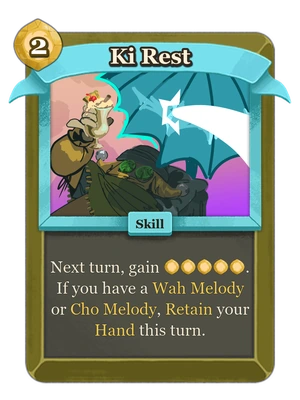 2
Ki Rest
Skill
Next turn, gain .
If you have a Wah Melody
or Cho Melody, Retain your
Hand this turn.